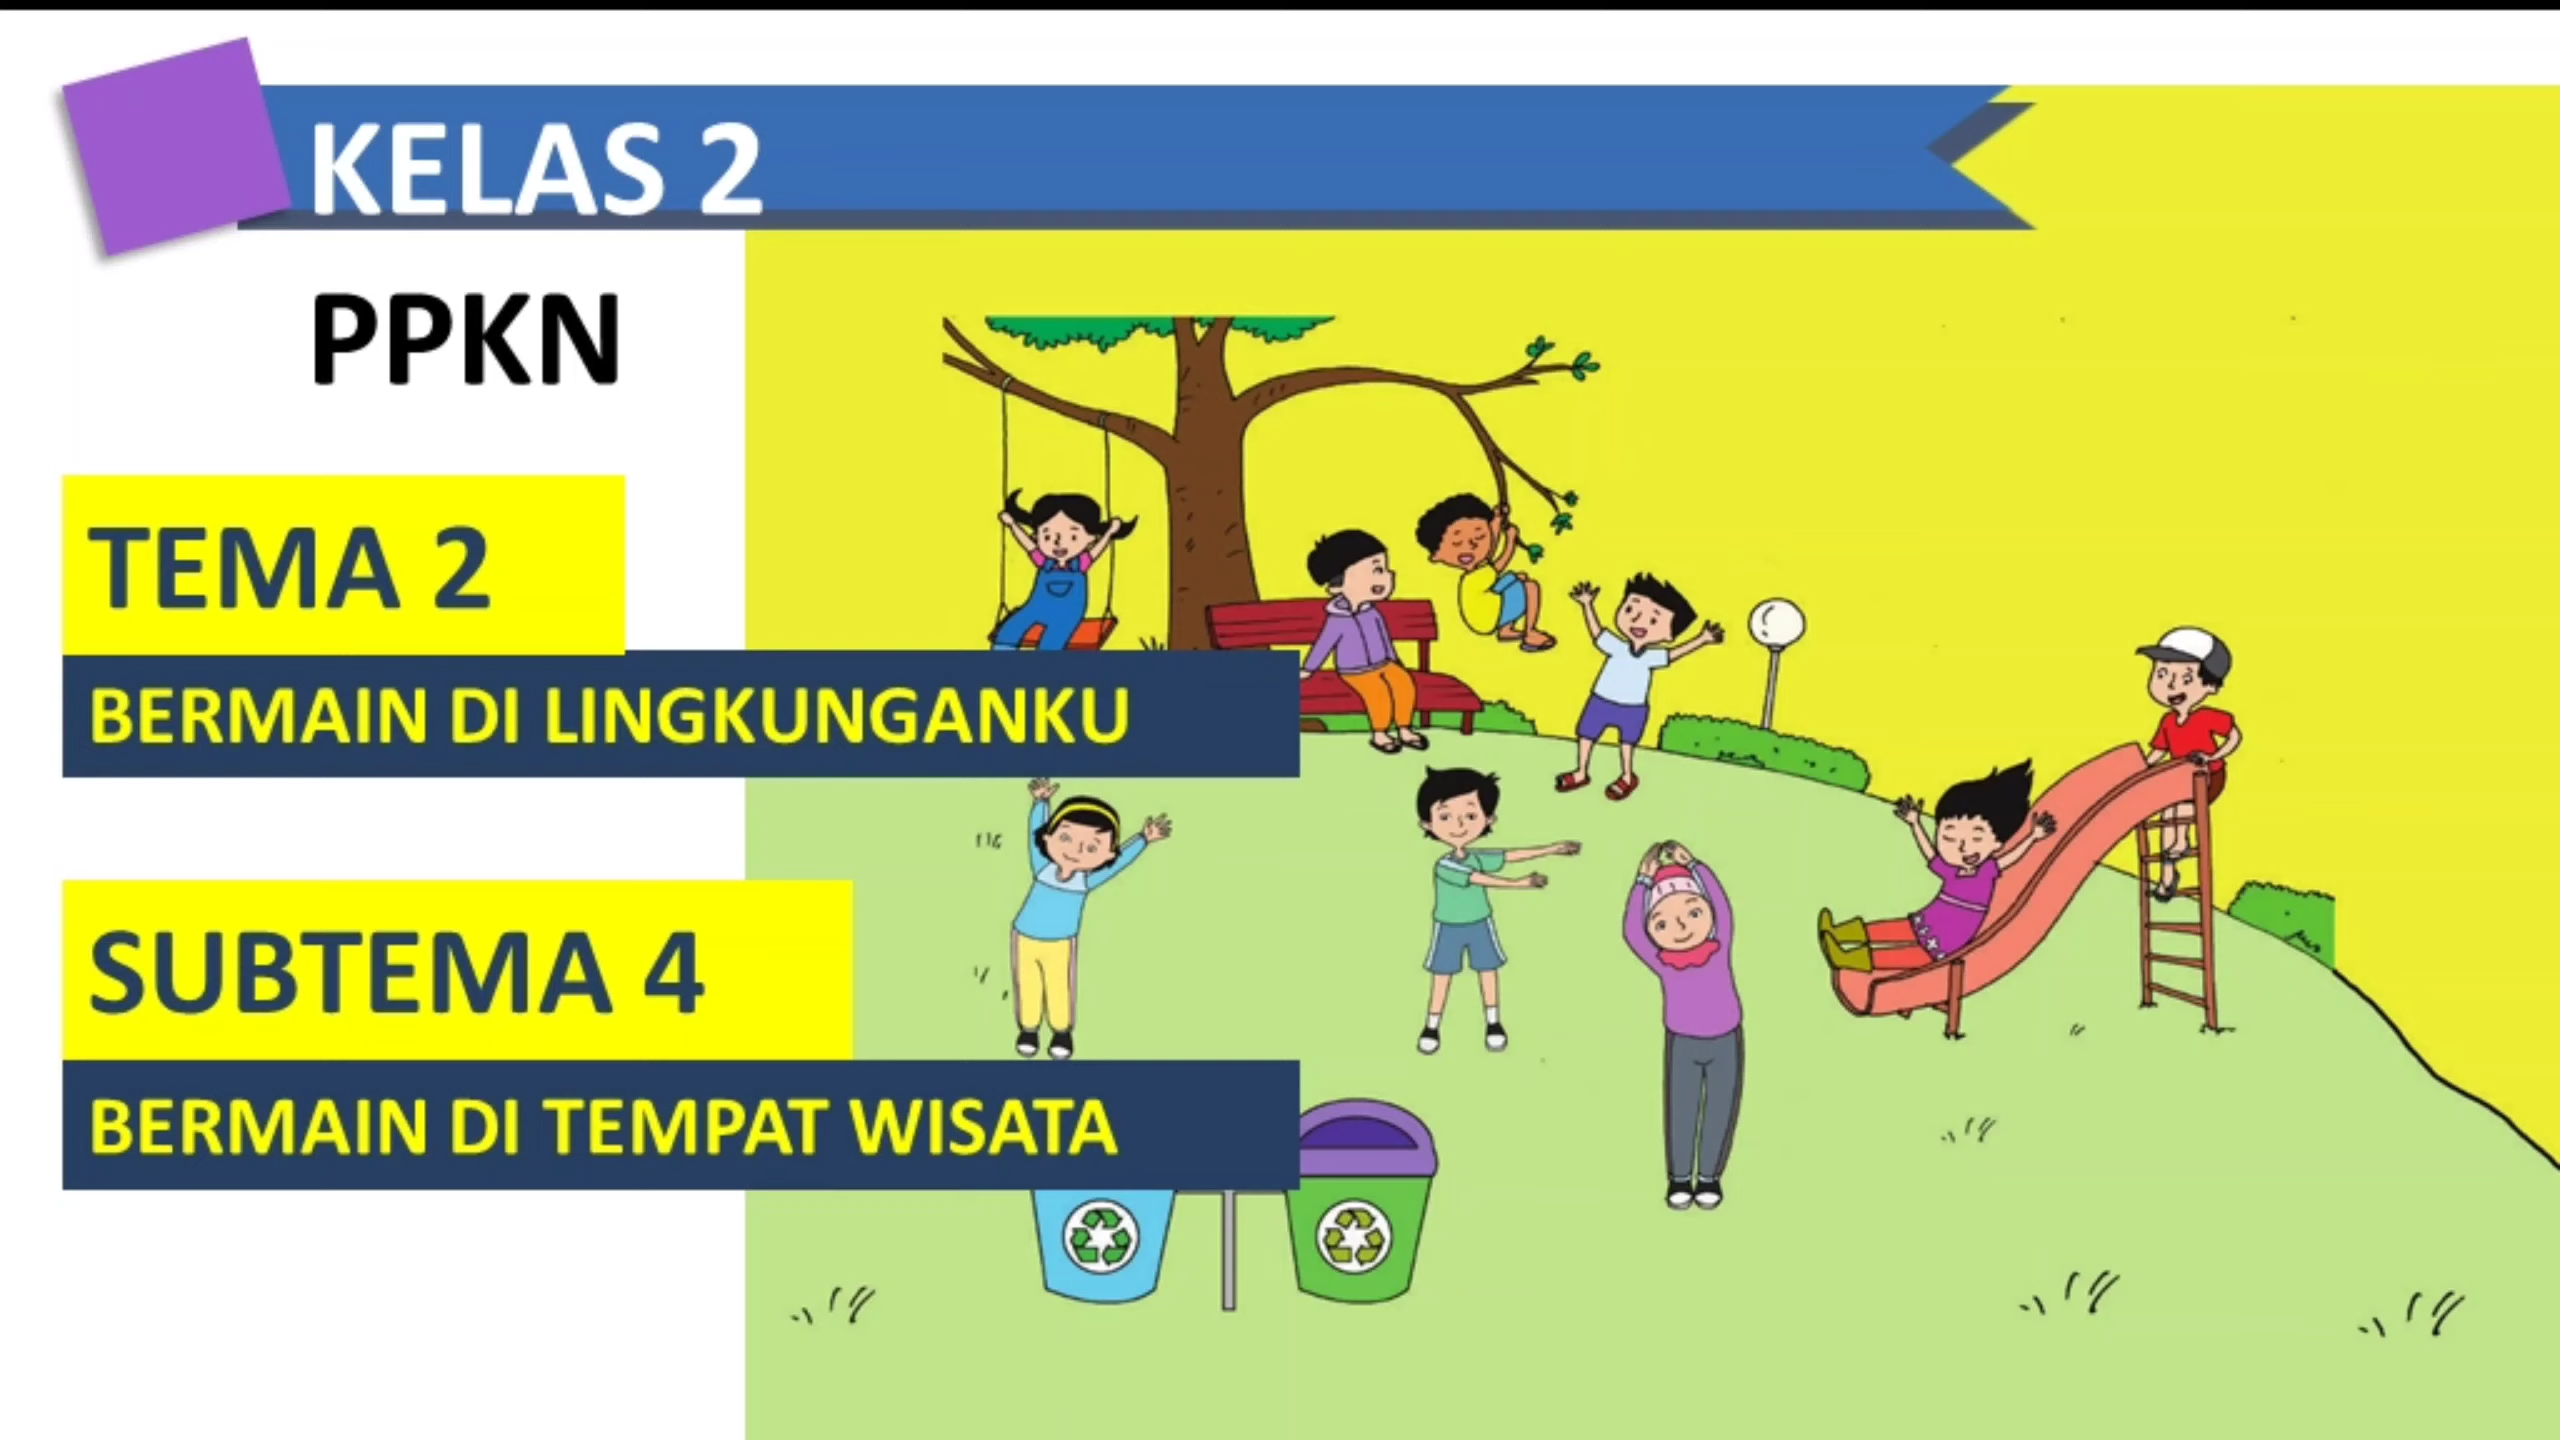 KELAS 2
PPKN
TEMA 2
BERMAIN DI LINGKUNGANKU
SUBTEMA 4
BERMAIN DI TEMPAT WISATA